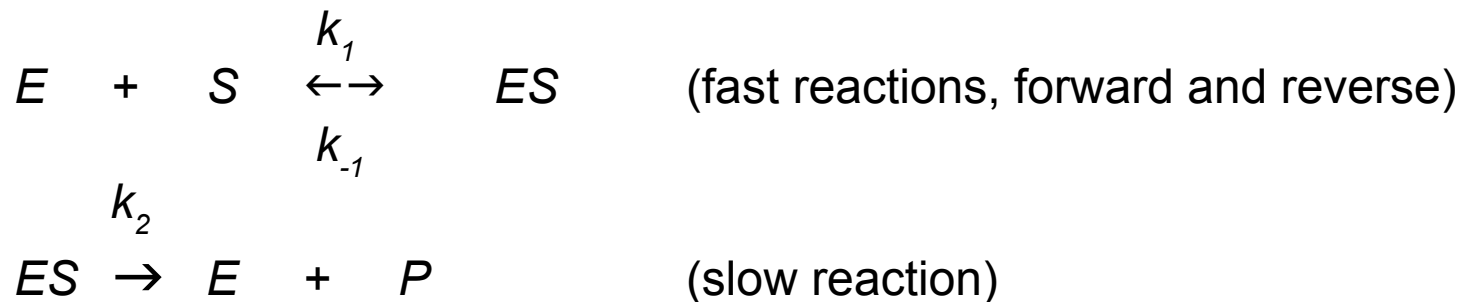 k₁
E + S ←→ ES (fast reactions, forward and reverse)
k₋₁
k₂
ES → E + P (slow reaction)